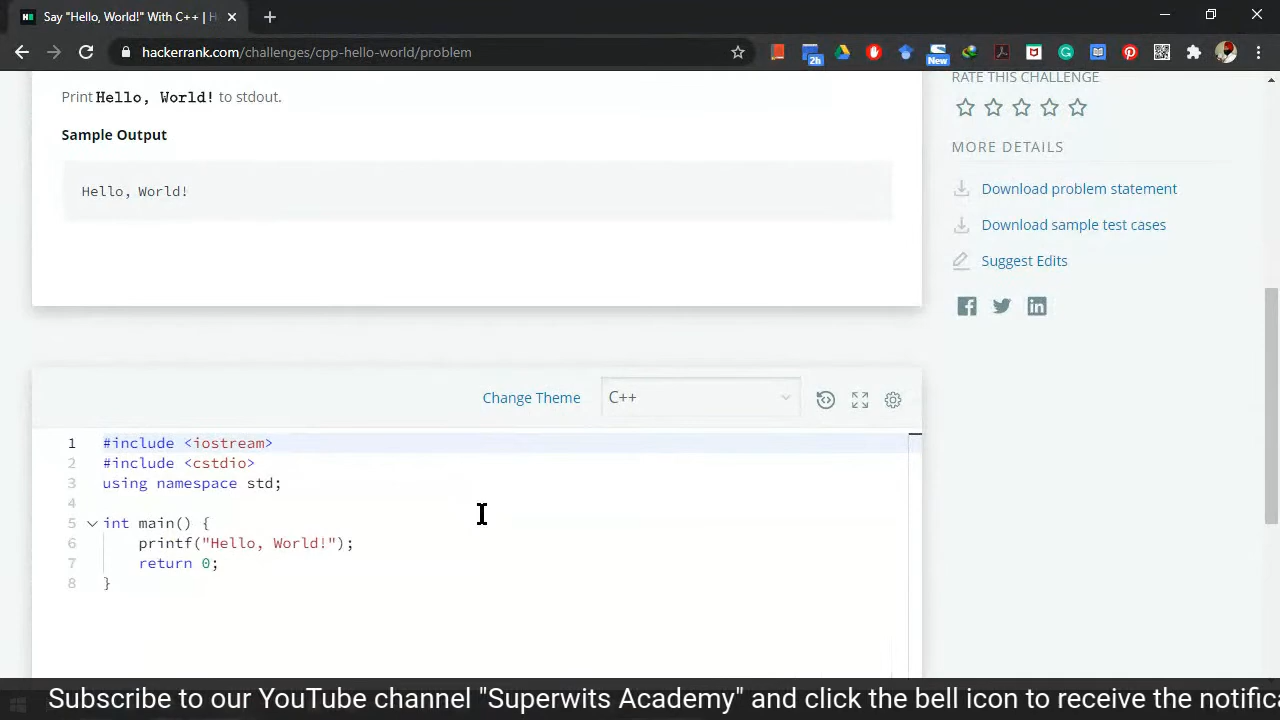 Say "Hello, World!" With C++ | H
hackerrank.com/challenges/cpp-hello-world/problem
2h
New
Print Hello, World! to stdout.
Sample Output
Hello, World!
RATE THIS CHALLENGE
MORE DETAILS
Download problem statement
Download sample test cases
Suggest Edits
Change Theme
C++
1 #include <iostream>
2 #include <cstdio>
3 using namespace std;
4
5 int main() {
6 printf("Hello, World!");
7 return 0;
8 }
Subscribe to our YouTube channel "Superwits Academy" and click the bell icon to receive the notifica